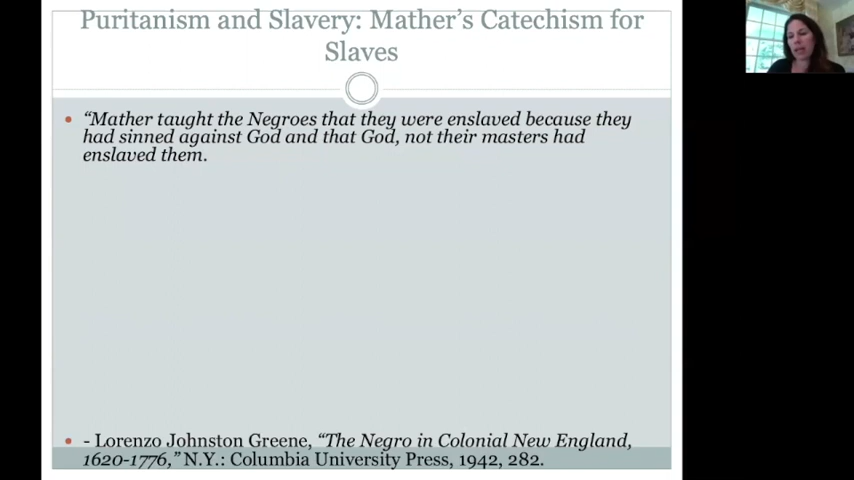 Puritanism and Slavery: Mather’s Catechism for
Slaves
• “Mather taught the Negroes that they were enslaved because they
had sinned against God and that God, not their masters had
enslaved them.
• - Lorenzo Johnston Greene, “The Negro in Colonial New England,
1620-1776,” N.Y.: Columbia University Press, 1942, 282.